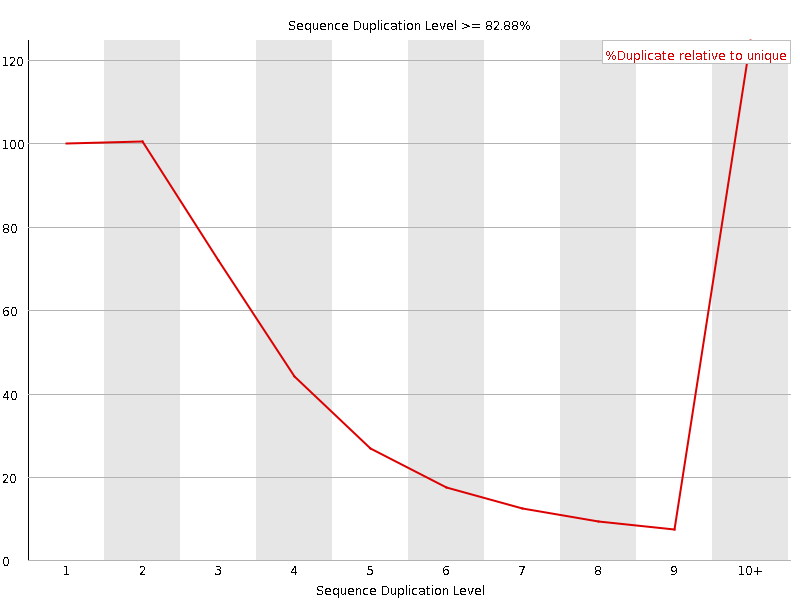 Sequence Duplication Level >= 82.88%
%Duplicate relative to unique
120
100
80
60
40
20
0
1 2 3 4 5 6 7 8 9 10+
Sequence Duplication Level